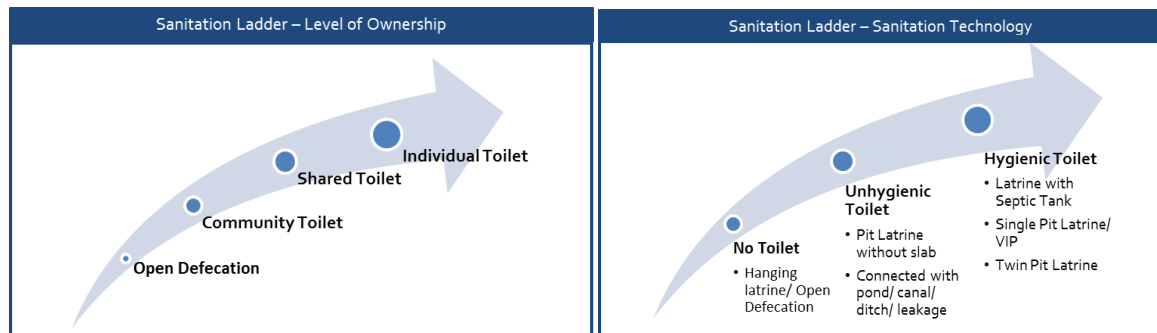 Sanitation Ladder – Level of Ownership
Individual Toilet
Shared Toilet
Community Toilet
Open Defecation
Sanitation Ladder – Sanitation Technology
No Toilet
• Hanging
latrine/ Open
Defecation
Unhygienic
Toilet
• Pit Latrine
without slab
• Connected with
pond/ canal/
ditch/ leakage
Hygienic Toilet
• Latrine with
Septic Tank
• Single Pit Latrine/
VIP
• Twin Pit Latrine